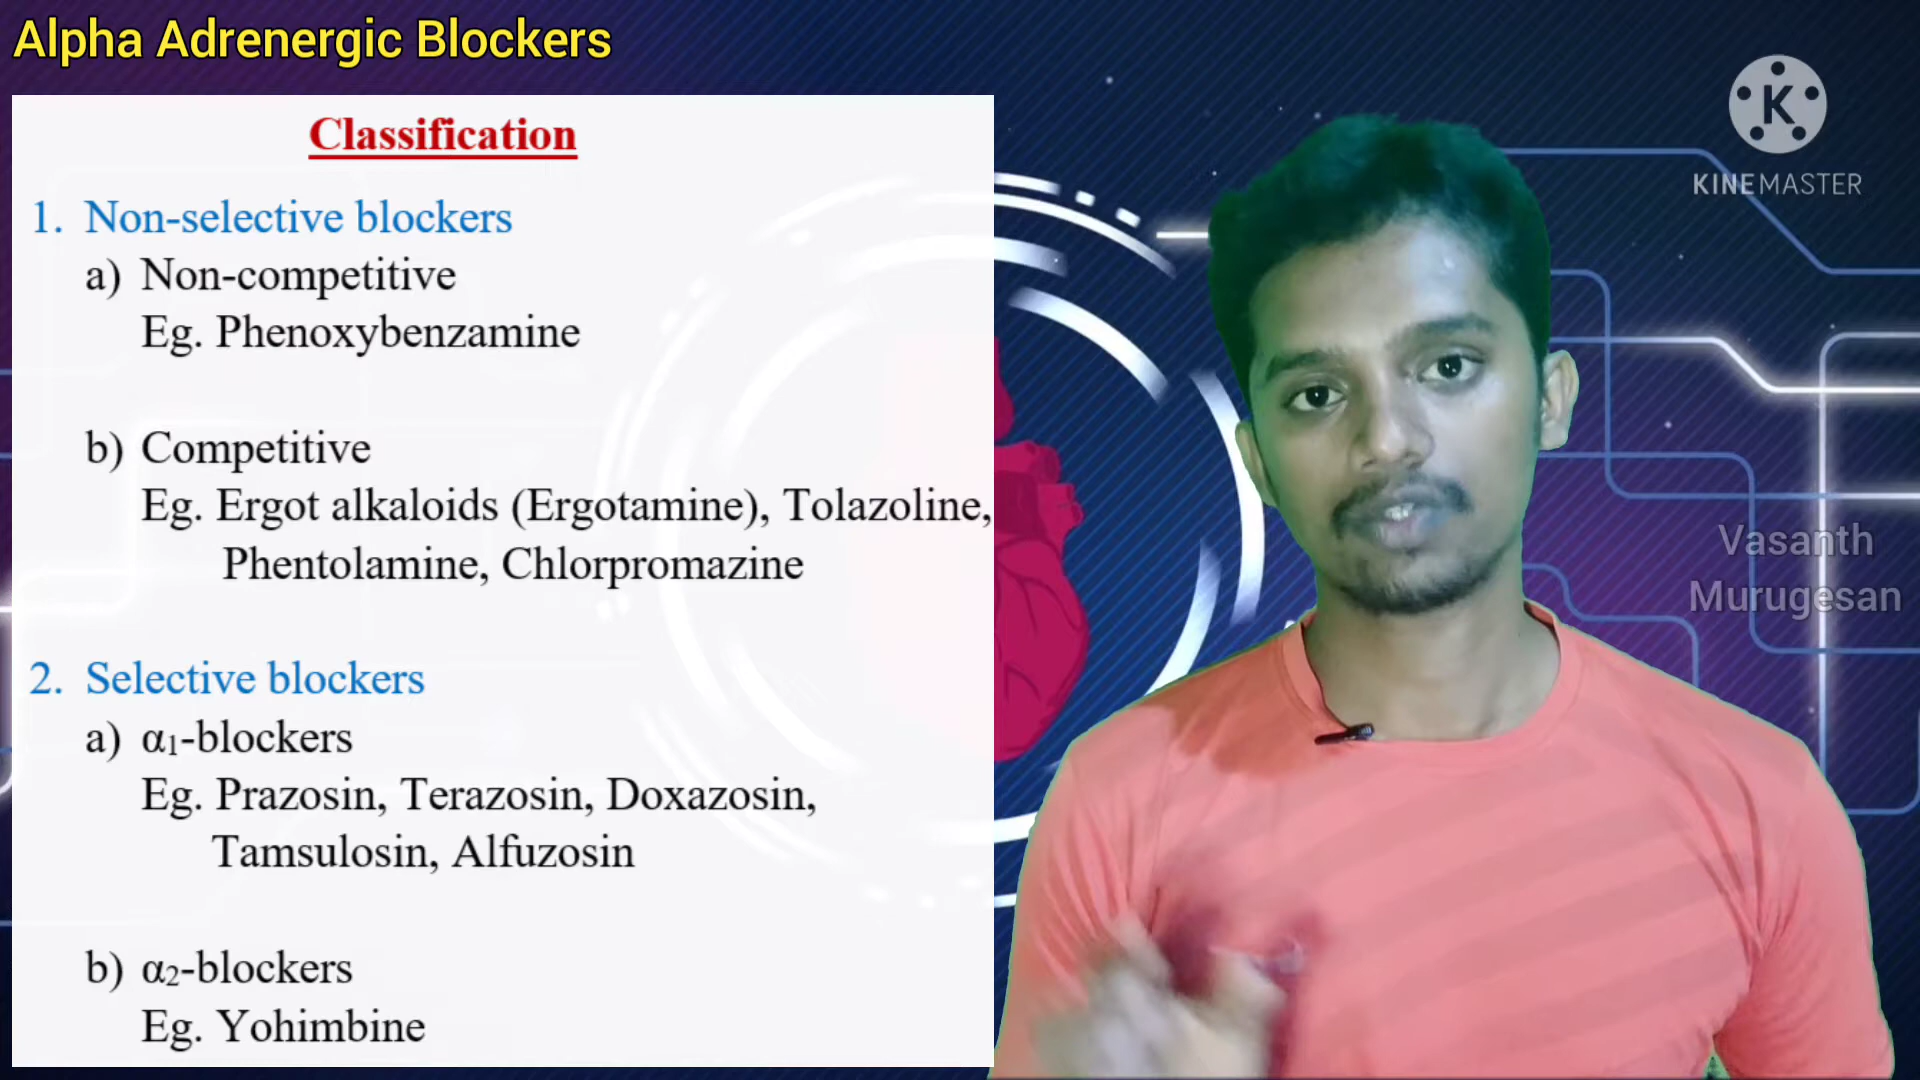 Alpha Adrenergic Blockers
Classification
1. Non-selective blockers
a) Non-competitive
Eg. Phenoxybenzamine
b) Competitive
Eg. Ergot alkaloids (Ergotamine), Tolazoline,
Phentolamine, Chlorpromazine
2. Selective blockers
a) α₁-blockers
Eg. Prazosin, Terazosin, Doxazosin,
Tamsulosin, Alfuzosin
b) α₂-blockers
Eg. Yohimbine
K
KINEMASTER
Vasanth
Murugesan